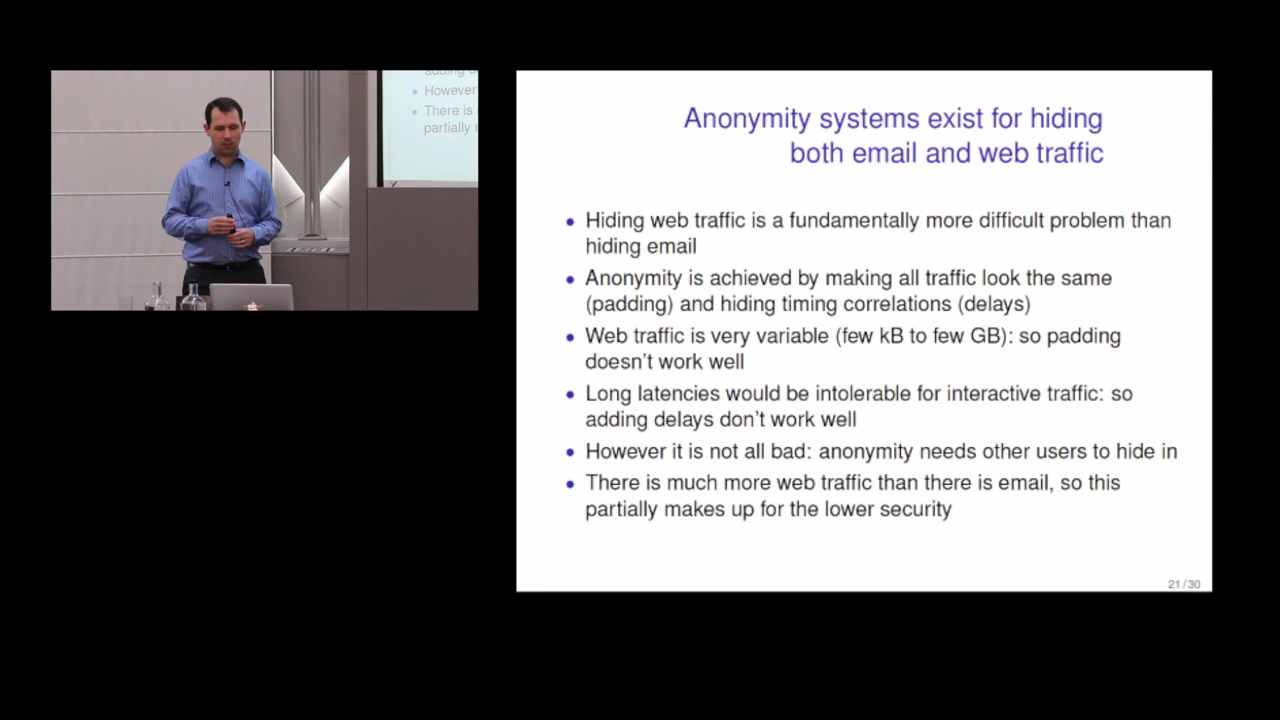 adding
However
There is
partially
Anonymity systems exist for hiding
both email and web traffic
Hiding web traffic is a fundamentally more difficult problem than
hiding email
Anonymity is achieved by making all traffic look the same
(padding) and hiding timing correlations (delays)
Web traffic is very variable (few kB to few GB): so padding
doesn't work well
Long latencies would be intolerable for interactive traffic: so
adding delays don't work well
However it is not all bad: anonymity needs other users to hide in
There is much more web traffic than there is email, so this
partially makes up for the lower security
21/30